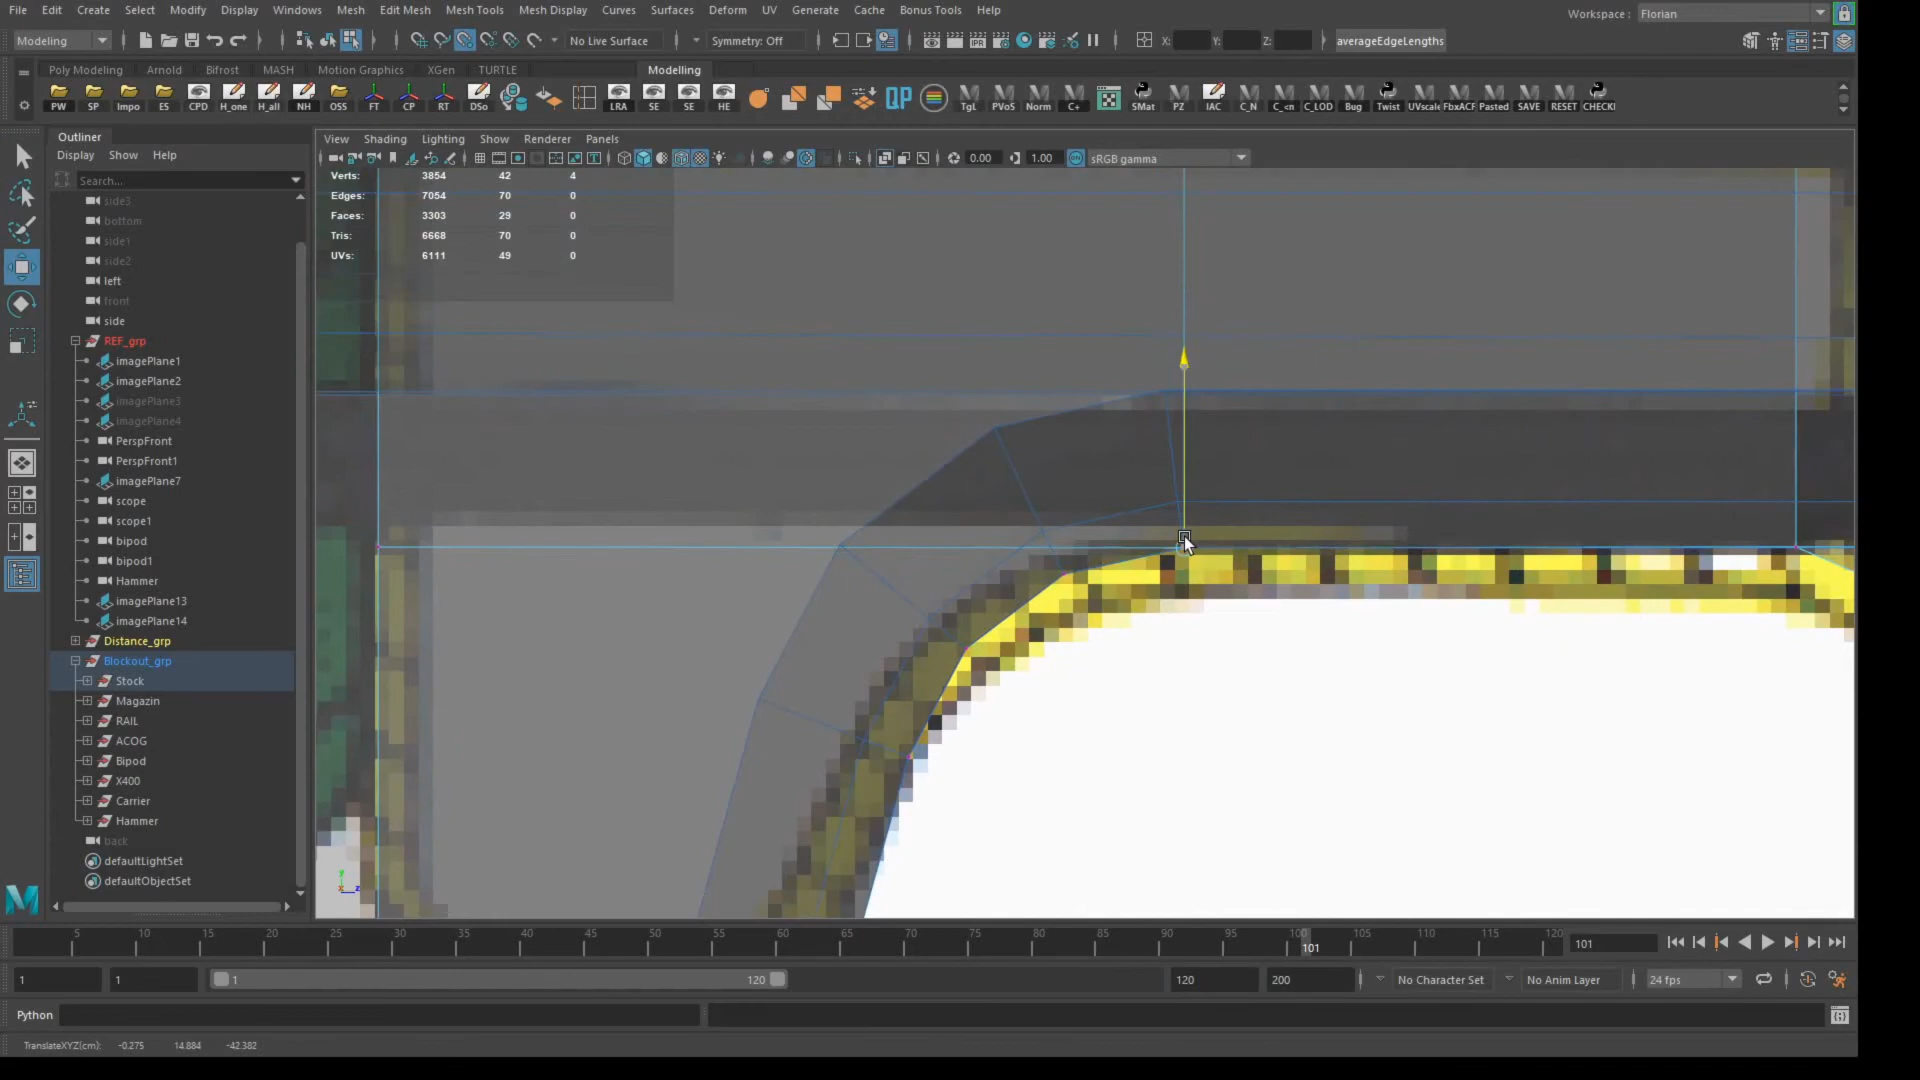 File Edit Create Select Modify Display Windows Mesh Edit Mesh Mesh Tools Mesh Display Curves Surfaces Deform UV Generate Cache Bonus Tools Help
Workspace : Florian
Modeling No Live Surface Symmetry: Off IPR X: Y: Z: averageEdgeLengths
Poly Modeling Arnold Bifrost MASH Motion Graphics XGen TURTLE Modelling
PW SP Impo ES CPD H_one H_all NH OSS FT CP RT DSo LRA SE SE HE QP TgL PVoS Norm C+ SMat PZ IAC C_N C_<n C_LOD Bug Twist UVscale FbxACF Pasted SAVE RESET CHECKI
Outliner
Display Show Help
Search...
View Shading Lighting Show Renderer Panels
0.00 1.00 sRGB gamma
Verts: 3854 42 4
Edges: 7054 70 0
Faces: 3303 29 0
Tris: 6668 70 0
UVs: 6111 49 0
side3
bottom
side1
side2
left
front
side
REF_grp
imagePlane1
imagePlane2
imagePlane3
imagePlane4
PerspFront
PerspFront1
imagePlane7
scope
scope1
bipod
bipod1
Hammer
imagePlane13
imagePlane14
Distance_grp
Blockout_grp
Stock
Magazin
RAIL
ACOG
Bipod
X400
Carrier
Hammer
back
defaultLightSet
defaultObjectSet
y
z
5 10 15 20 25 30 35 40 45 50 55 60 65 70 75 80 85 90 95 100 105 110 115 120
101 101
1 1 1 120 120 200 No Character Set No Anim Layer 24 fps
Python
TranslateXYZ(cm): -0.275 14.884 -42.382